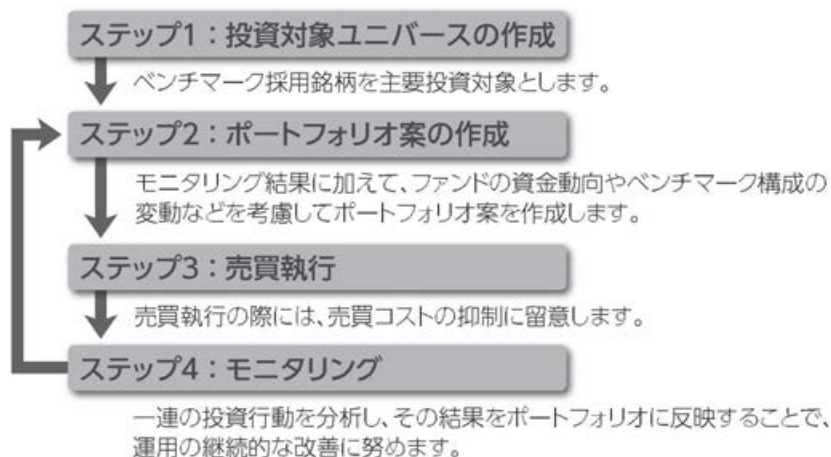 ステップ1：投資対象ユニバースの作成
ベンチマーク採用銘柄を主要投資対象とします。
ステップ2：ポートフォリオ案の作成
モニタリング結果に加えて、ファンドの資金動向やベンチマーク構成の
変動などを考慮してポートフォリオ案を作成します。
ステップ3：売買執行
売買執行の際には、売買コストの抑制に留意します。
ステップ4：モニタリング
一連の投資行動を分析し、その結果をポートフォリオに反映することで、
運用の継続的な改善に努めます。